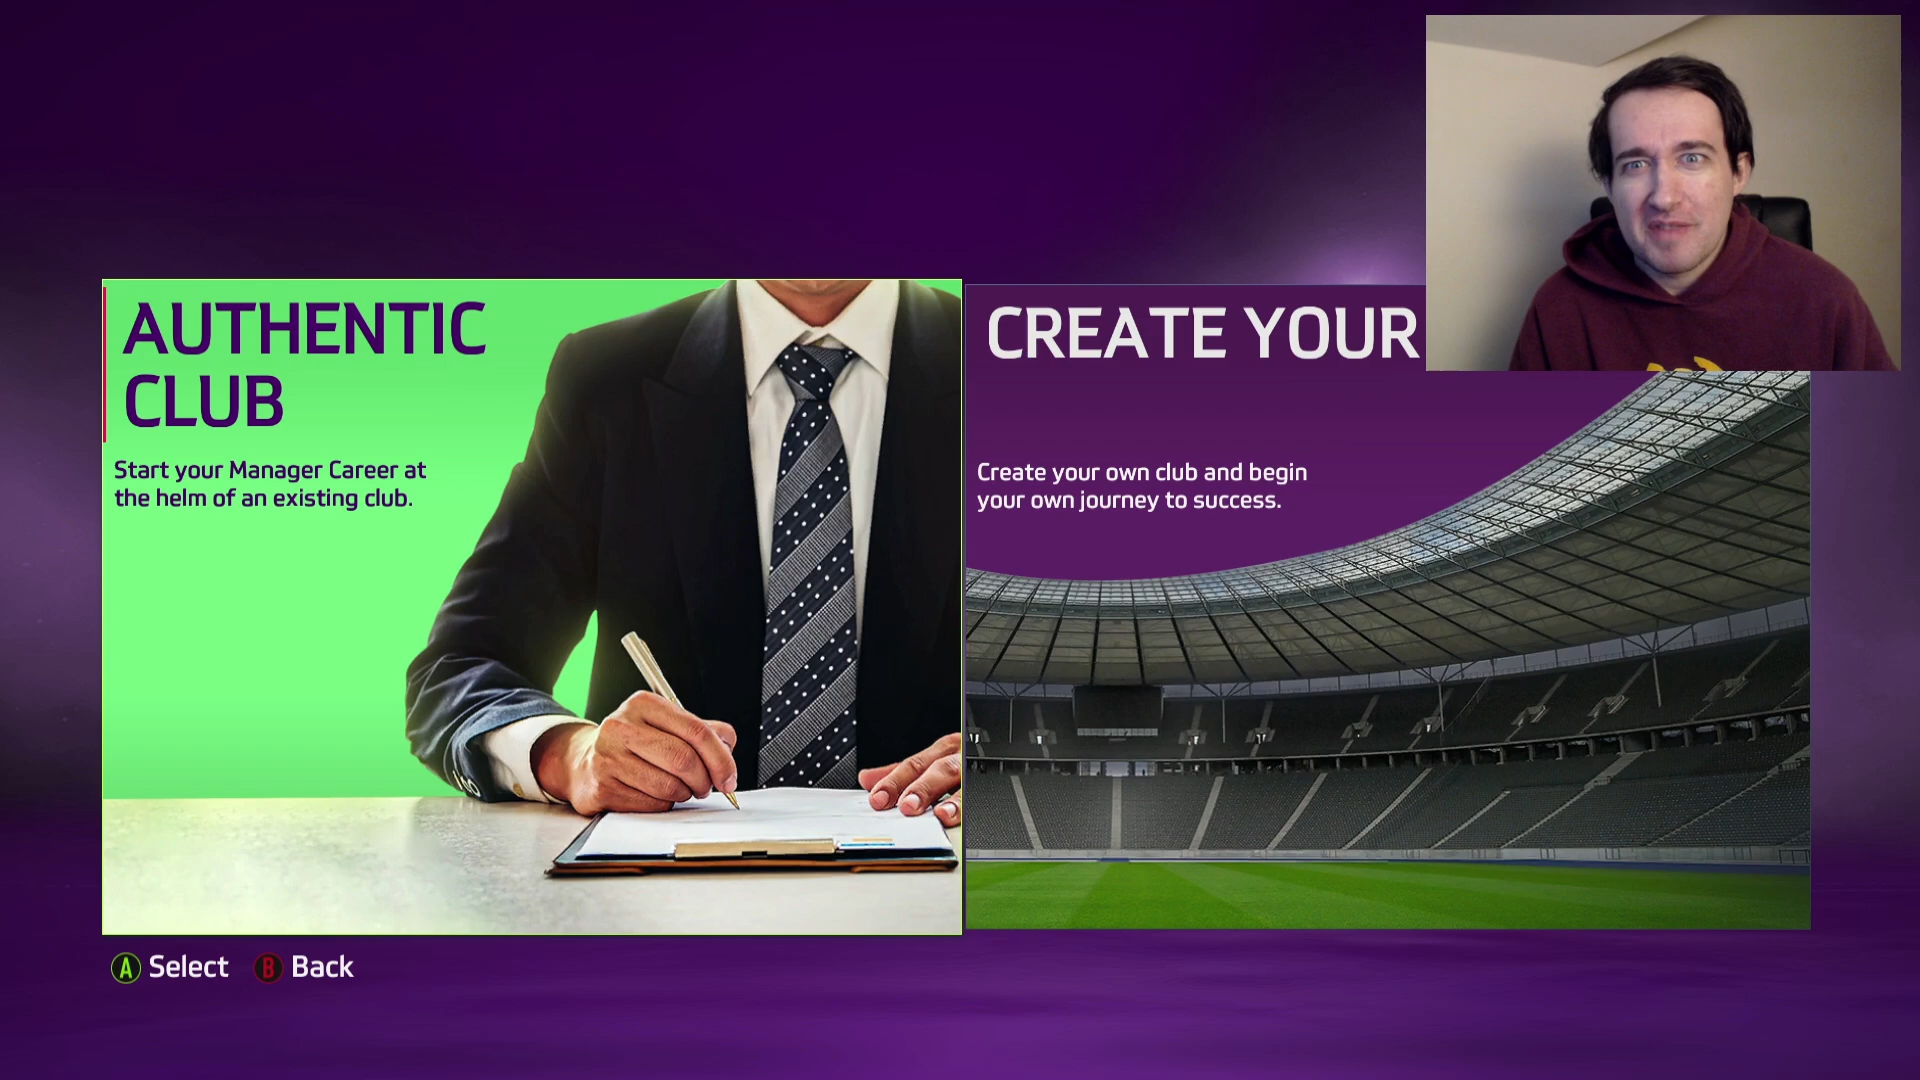 AUTHENTIC
CLUB
Start your Manager Career at
the helm of an existing club.
CREATE YOUR
Create your own club and begin
your own journey to success.
A Select B Back